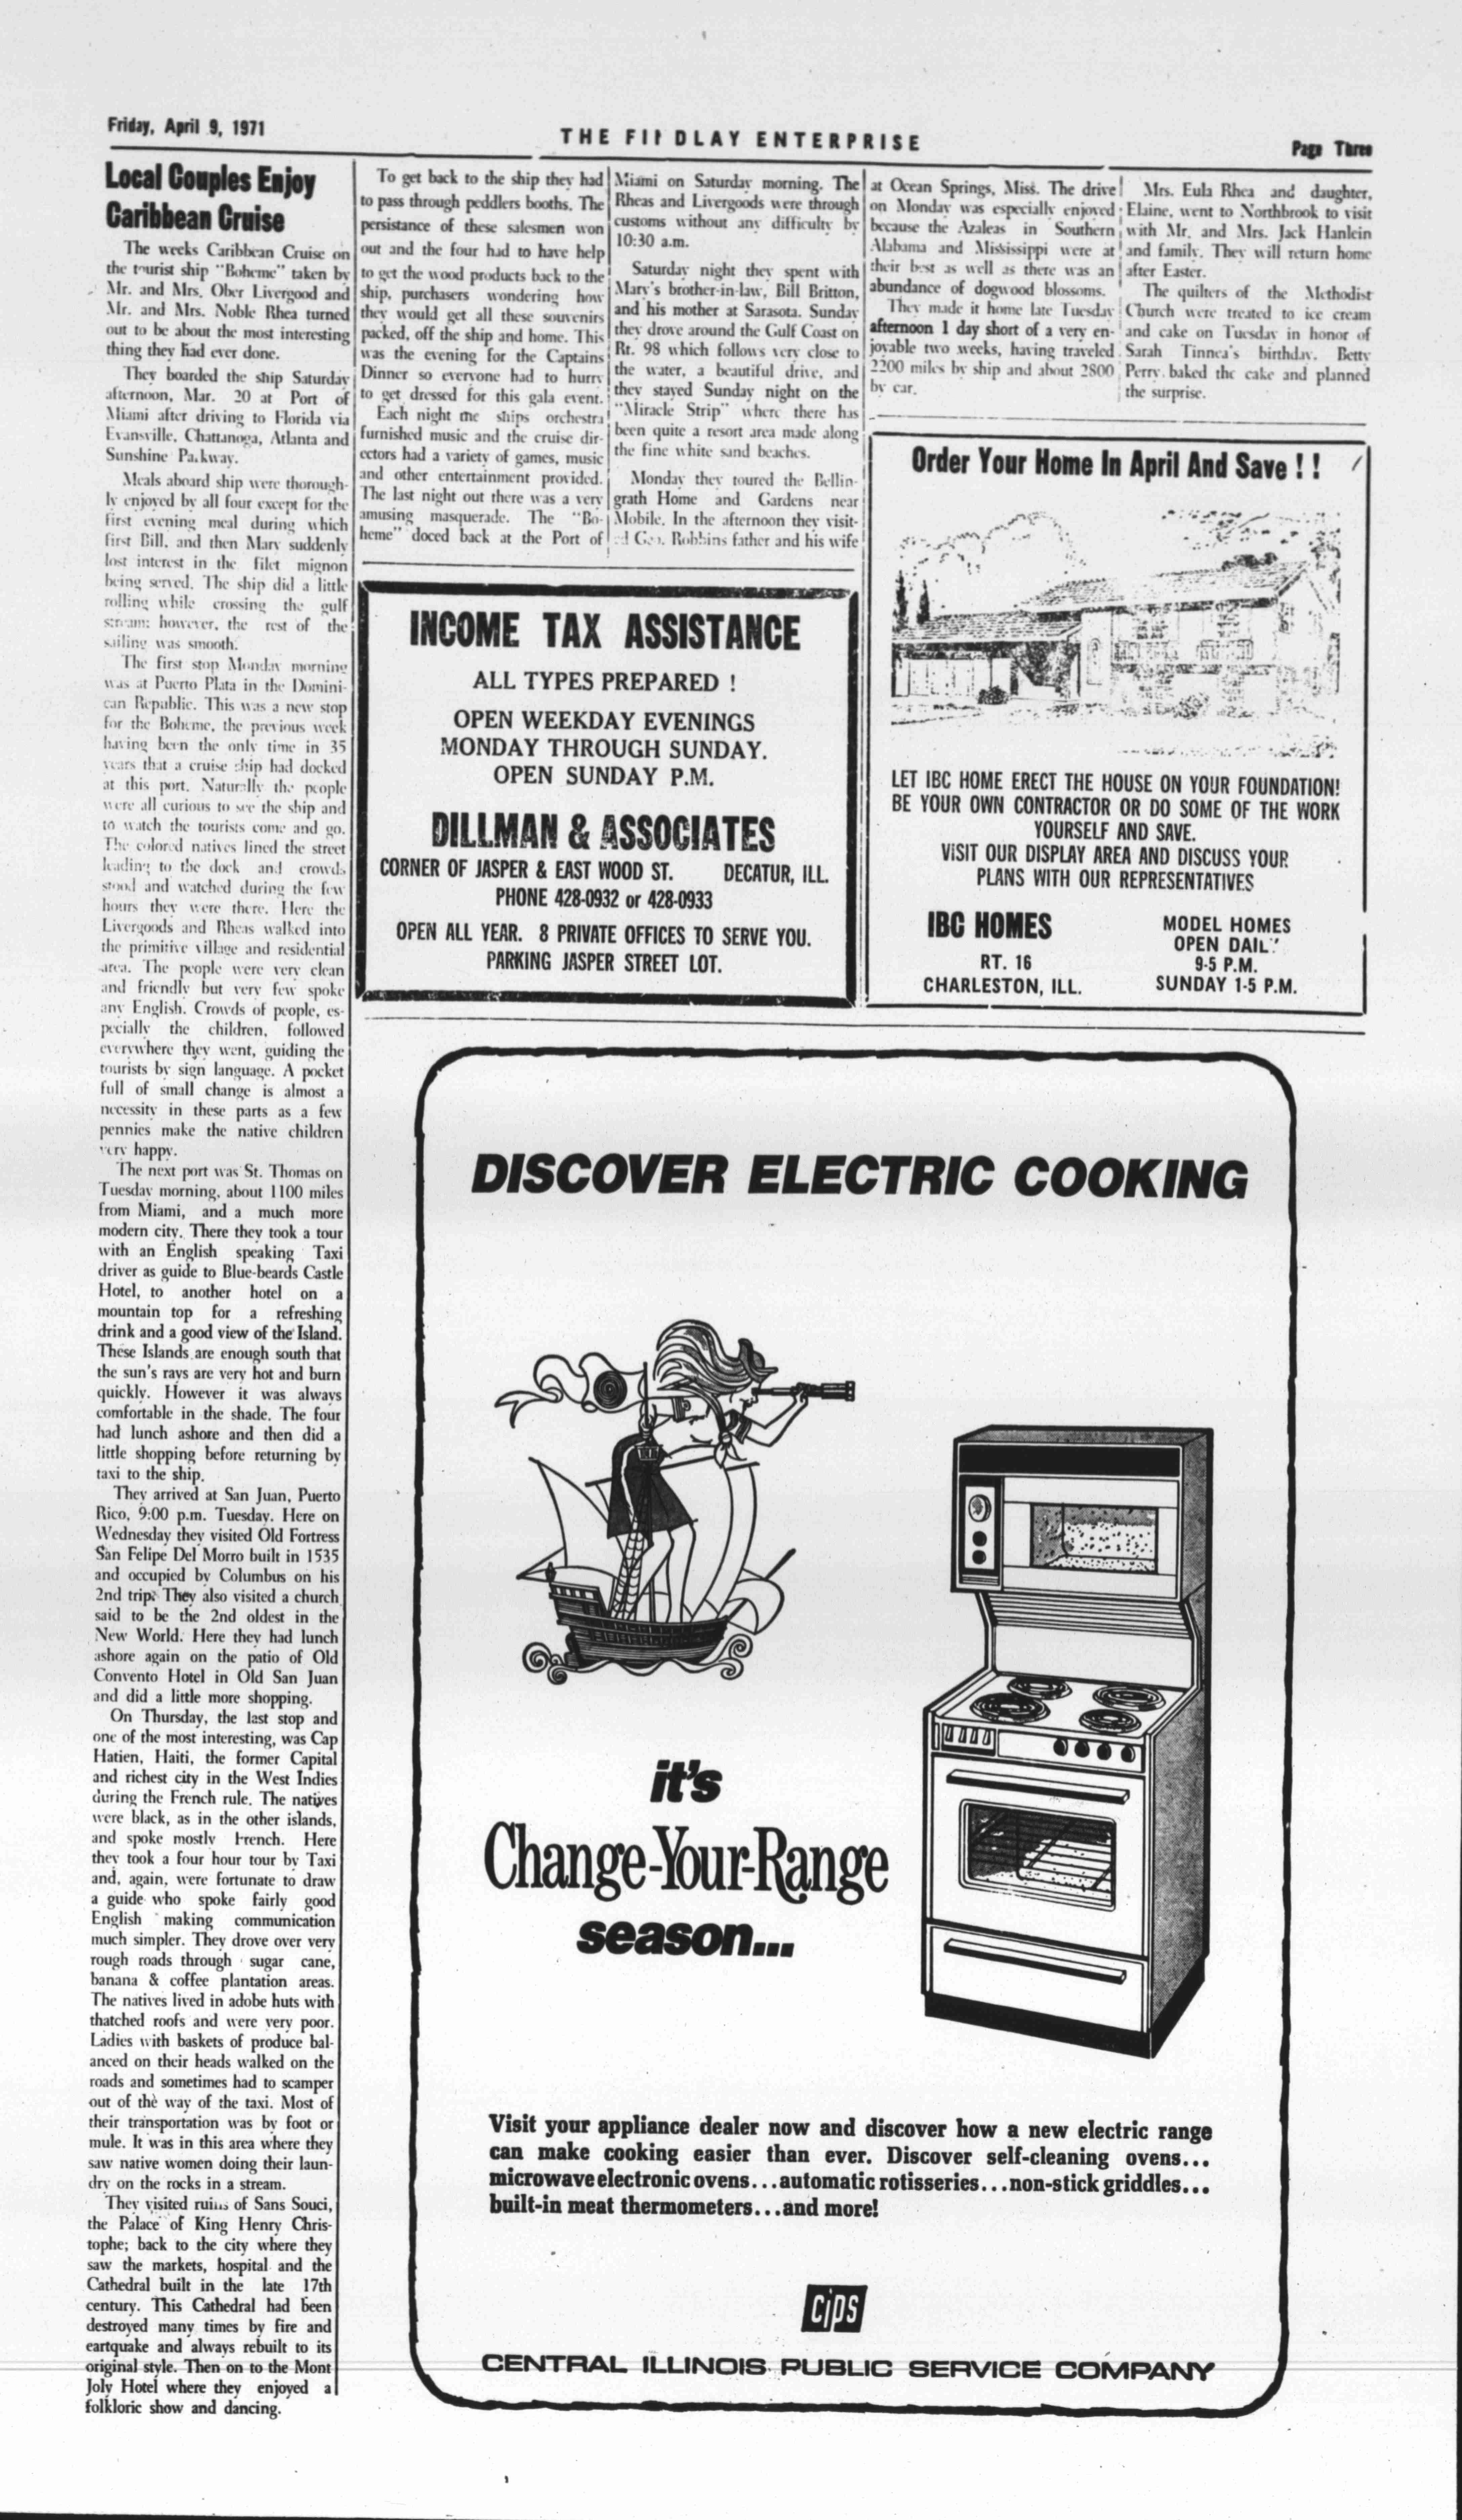 Friday, April 9, 1971
THE FINDLAY ENTERPRISE
Page Three
Local Couples Enjoy
Caribbean Cruise
The weeks Caribbean Cruise on
the tourist ship "Boheme" taken by
Mr. and Mrs. Ober Livergood and
Mr. and Mrs. Noble Rhea turned
out to be about the most interesting
thing they had ever done.
They boarded the ship Saturday
afternoon, Mar. 20 at Port of
Miami after driving to Florida via
Evansville, Chattanoga, Atlanta and
Sunshine Parkway.
Meals aboard ship were thorough-
ly enjoyed by all four except for the
first evening meal during which
first Bill, and then Mary suddenly
lost interest in the filet mignon
being served. The ship did a little
rolling while crossing the gulf
stream; however, the rest of the
sailing was smooth.
The first stop Monday morning
was at Puerto Plata in the Domini-
can Republic. This was a new stop
for the Boheme, the previous week
having been the only time in 35
years that a cruise ship had docked
at this port. Naturally the people
were all curious to see the ship and
to watch the tourists come and go.
The colored natives lined the street
leading to the dock and crowds
stood and watched during the few
hours they were there. Here the
Livergoods and Rheas walked into
the primitive village and residential
area. The people were very clean
and friendly but very few spoke
any English. Crowds of people, es-
pecially the children, followed
everywhere they went, guiding the
tourists by sign language. A pocket
full of small change is almost a
necessity in these parts as a few
pennies make the native children
very happy.
The next port was St. Thomas on
Tuesday morning, about 1100 miles
from Miami, and a much more
modern city. There they took a tour
with an English speaking Taxi
driver as guide to Blue-beards Castle
Hotel, to another hotel on a
mountain top for a refreshing
drink and a good view of the Island.
These Islands are enough south that
the sun's rays are very hot and burn
quickly. However it was always
comfortable in the shade. The four
had lunch ashore and then did a
little shopping before returning by
taxi to the ship.
They arrived at San Juan, Puerto
Rico, 9:00 p.m. Tuesday. Here on
Wednesday they visited Old Fortress
San Felipe Del Morro built in 1535
and occupied by Columbus on his
2nd trip. They also visited a church
said to be the 2nd oldest in the
New World. Here they had lunch
ashore again on the patio of Old
Convento Hotel in Old San Juan
and did a little more shopping.
On Thursday, the last stop and
one of the most interesting, was Cap
Hatien, Haiti, the former Capital
and richest city in the West Indies
during the French rule. The natives
were black, as in the other islands,
and spoke mostly French. Here
they took a four hour tour by Taxi
and, again, were fortunate to draw
a guide who spoke fairly good
English making communication
much simpler. They drove over very
rough roads through sugar cane,
banana & coffee plantation areas.
The natives lived in adobe huts with
thatched roofs and were very poor.
Ladies with baskets of produce bal-
anced on their heads walked on the
roads and sometimes had to scamper
out of the way of the taxi. Most of
their transportation was by foot or
mule. It was in this area where they
saw native women doing their laun-
dry on the rocks in a stream.
They visited ruins of Sans Souci,
the Palace of King Henry Chris-
tophe; back to the city where they
saw the markets, hospital and the
Cathedral built in the late 17th
century. This Cathedral had been
destroyed many times by fire and
eartquake and always rebuilt to its
original style. Then on to the Mont
Joly Hotel where they enjoyed a
folkloric show and dancing.
To get back to the ship they had
to pass through peddlers booths. The
persistance of these salesmen won
out and the four had to have help
to get the wood products back to the
ship, purchasers wondering how
they would get all these souvenirs
packed, off the ship and home. This
was the evening for the Captains
Dinner so everyone had to hurry
to get dressed for this gala event.
Each night the ships orchestra
furnished music and the cruise dir-
ectors had a variety of games, music
and other entertainment provided.
The last night out there was a very
amusing masquerade. The "Bo-
heme" doced back at the Port of
Miami on Saturday morning. The
Rheas and Livergoods were through
customs without any difficulty by
10:30 a.m.
Saturday night they spent with
Mary's brother-in-law, Bill Britton,
and his mother at Sarasota. Sunday
they drove around the Gulf Coast on
Rt. 98 which follows very close to
the water, a beautiful drive, and
they stayed Sunday night on the
"Miracle Strip" where there has
been quite a resort area made along
the fine white sand beaches.
Monday they toured the Bellin-
grath Home and Gardens near
Mobile. In the afternoon they visit-
ed Geo. Robbins father and his wife
at Ocean Springs, Miss. The drive
on Monday was especially enjoyed
because the Azaleas in Southern
Alabama and Mississippi were at
their best as well as there was an
abundance of dogwood blossoms.
They made it home late Tuesday
afternoon 1 day short of a very en-
joyable two weeks, having traveled
2200 miles by ship and about 2800
by car.
Mrs. Eula Rhea and daughter,
Elaine, went to Northbrook to visit
with Mr. and Mrs. Jack Hanlein
and family. They will return home
after Easter.
The quilters of the Methodist
Church were treated to ice cream
and cake on Tuesday in honor of
Sarah Tinnea's birthday. Betty
Perry baked the cake and planned
the surprise.
INCOME TAX ASSISTANCE
ALL TYPES PREPARED !
OPEN WEEKDAY EVENINGS
MONDAY THROUGH SUNDAY.
OPEN SUNDAY P.M.
DILLMAN & ASSOCIATES
CORNER OF JASPER & EAST WOOD ST. DECATUR, ILL.
PHONE 428-0932 or 428-0933
OPEN ALL YEAR. 8 PRIVATE OFFICES TO SERVE YOU.
PARKING JASPER STREET LOT.
Order Your Home In April And Save ! !
LET IBC HOME ERECT THE HOUSE ON YOUR FOUNDATION!
BE YOUR OWN CONTRACTOR OR DO SOME OF THE WORK
YOURSELF AND SAVE.
VISIT OUR DISPLAY AREA AND DISCUSS YOUR
PLANS WITH OUR REPRESENTATIVES
IBC HOMES
RT. 16
CHARLESTON, ILL.
MODEL HOMES
OPEN DAILY
9-5 P.M.
SUNDAY 1-5 P.M.
DISCOVER ELECTRIC COOKING
it's
Change-Your-Range
season...
Visit your appliance dealer now and discover how a new electric range
can make cooking easier than ever. Discover self-cleaning ovens...
microwave electronic ovens...automatic rotisseries...non-stick griddles...
built-in meat thermometers...and more!
CIPS
CENTRAL ILLINOIS PUBLIC SERVICE COMPANY